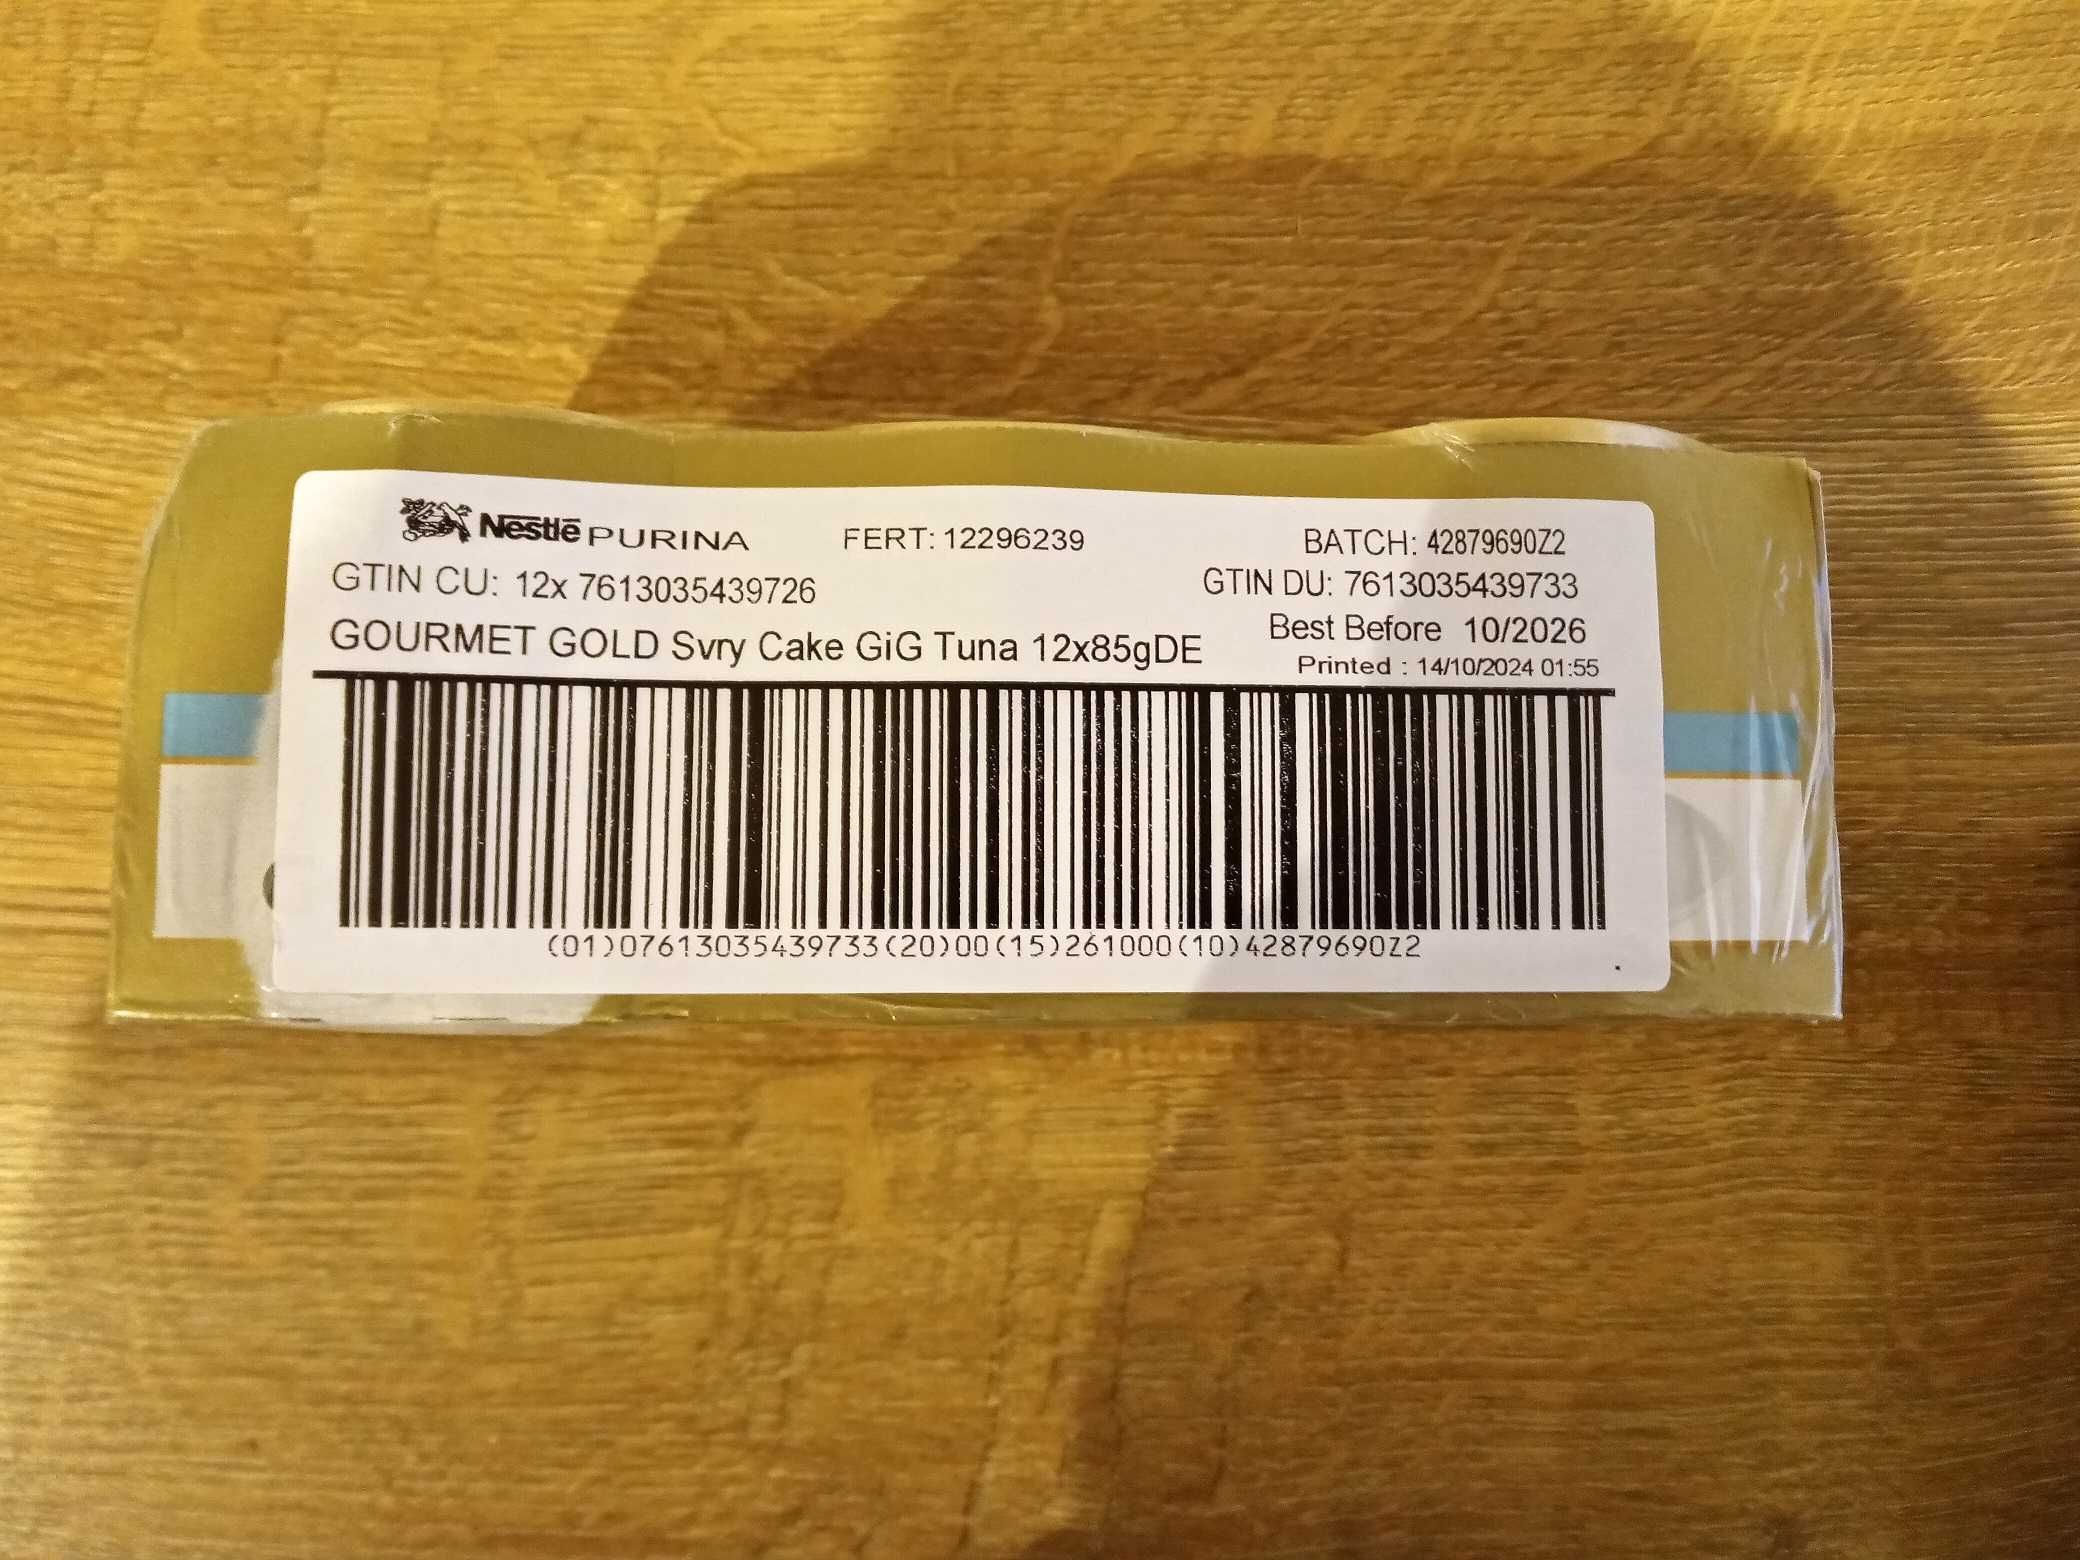 Nestlē PURINA FERT: 12296239 BATCH: 42879690Z2
GTIN CU: 12x 7613035439726 GTIN DU: 7613035439733
GOURMET GOLD Svry Cake GiG Tuna 12x85gDE Best Before 10/2026
Printed : 14/10/2024 01:55
(01)07613035439733(20)00(15)261000(10)42879690Z2